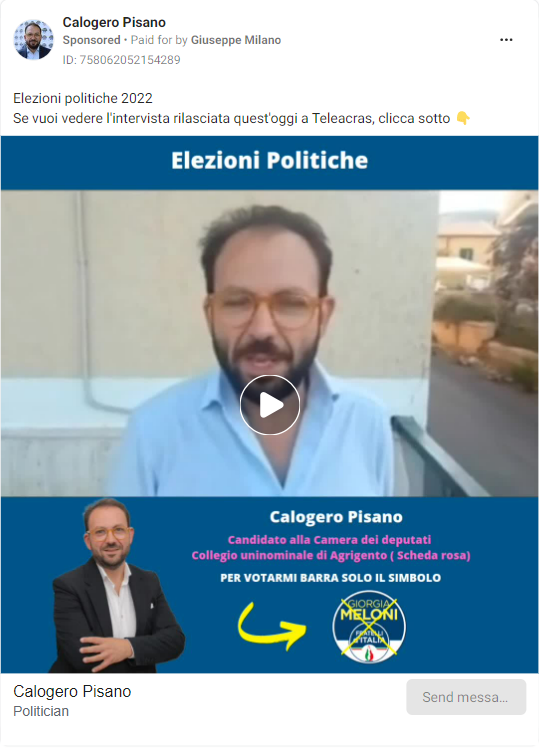 Calogero Pisano
Sponsored • Paid for by Giuseppe Milano
ID: 758062052154289
Elezioni politiche 2022
Se vuoi vedere l'intervista rilasciata quest'oggi a Teleacras, clicca sotto 👇
Elezioni Politiche
Calogero Pisano
Candidato alla Camera dei deputati
Collegio uninominale di Agrigento ( Scheda rosa)
PER VOTARMI BARRA SOLO IL SIMBOLO
GIORGIA
MELONI
FRATELLI
D'ITALIA
Calogero Pisano
Politician
Send messa...